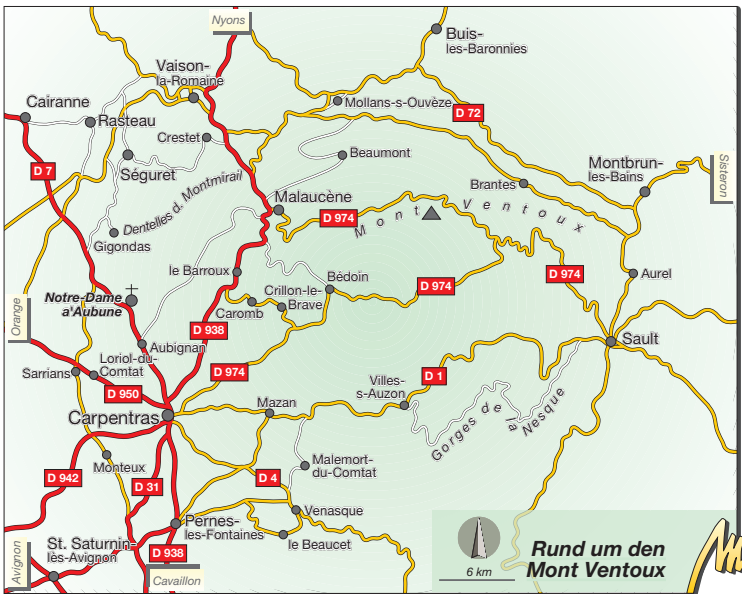 Nyons
Buis-
les-Baronnies
Vaison-
la-Romaine
Cairanne
Mollans-s-Ouvèze
D 72
Rasteau
Crestet
Beaumont
D 7
Séguret
Montbrun-
les-Bains
Sisteron
Brantes
Dentelles d. Montmirail
Malaucène
D 974
Mont Ventoux
Gigondas
le Barroux
Bédoin
D 974
D 974
Aurel
Notre-Dame
a'Aubune
Crillon-le-
Brave
Caromb
Orange
D 938
Aubignan
Sault
Loriol-du-
Comtat
Sarrians
D 974
D 1
Villes-
s-Auzon
D 950
Mazan
Carpentras
Gorges de la Nesque
Monteux
Malemort-
du-Comtat
D 942
D 31
D 4
Venasque
Pernes-
les-Fontaines
le Beaucet
St. Saturnin-
lès-Avignon
D 938
Avignon
Cavaillon
6 km
Rund um den
Mont Ventoux